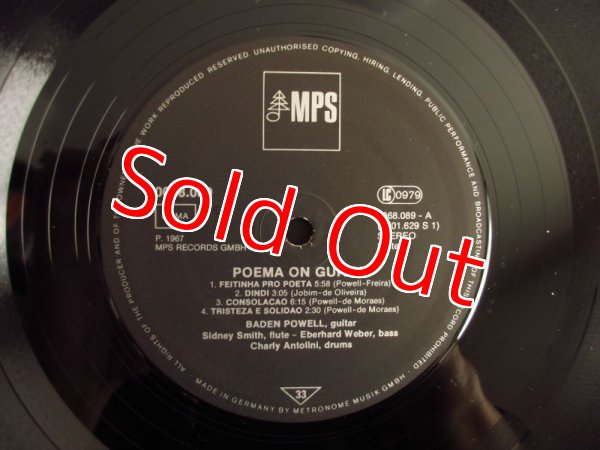 UNAUTHORISED COPYING, HIRING, LENDING, PUBLIC PERFORMANCE AND BROADCASTING OF THIS RECORD PROHIBITED. ALL RIGHTS OF THE PRODUCER AND OF THE OWNER OF THE WORK REPRODUCED RESERVED.
MPS
LC 0979
P. 1967
MPS RECORDS GMBH
068.089 - A
01.629 S 1)
STEREO
Sold Out
POEMA ON
1. FEITINHA PRO POETA 5:58 (Powell-Freira)
2. DINDI 3:05 (Jobim-de Oliveira)
3. CONSOLACAO 6:15 (Powell-de Moraes)
4. TRISTEZA E SOLIDAO 2:30 (Powell-de Moraes)
BADEN POWELL, guitar
Sidney Smith, flute - Eberhard Weber, bass
Charly Antolini, drums
33
MADE IN GERMANY BY METRONOME MUSIK GMBH